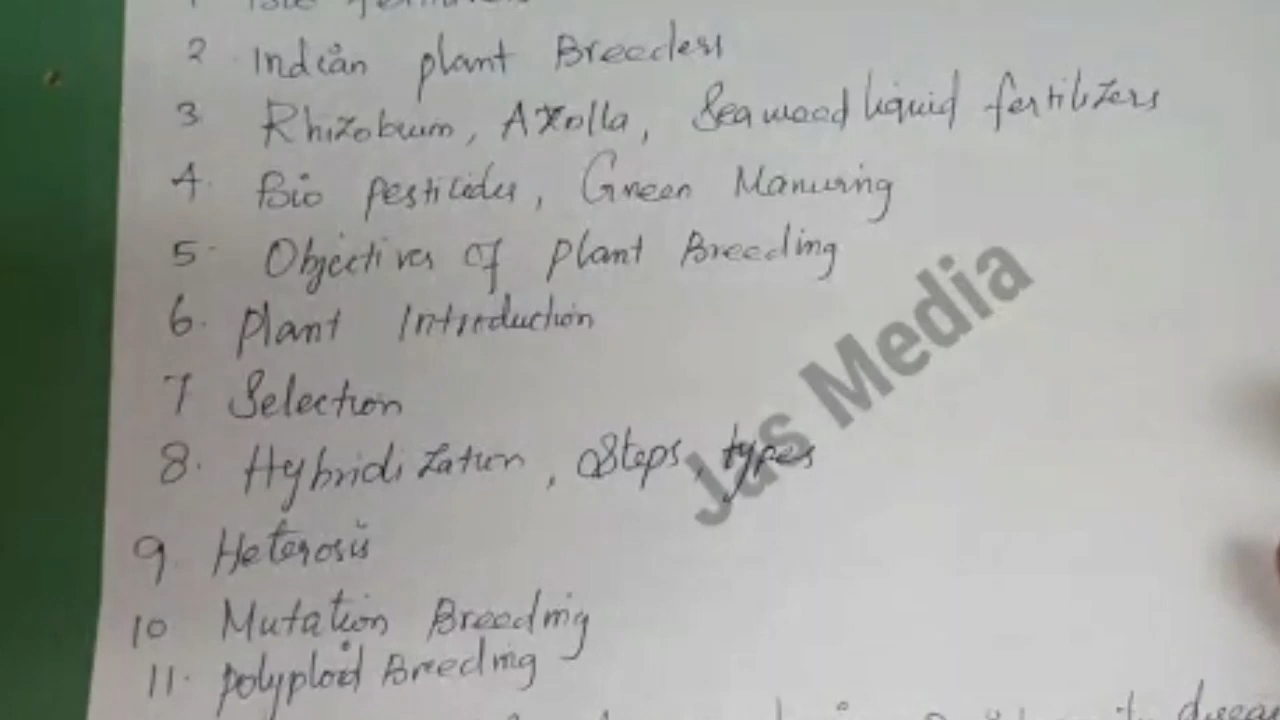 2 Indian plant Breeders
3 Rhizobium, Azolla, Seaweed liquid fertilizers
4. Bio pesticides, Green Manuring
5. Objectives of plant Breeding
6. plant Introduction
7 Selection
8. Hybridization, Steps, types
9. Heterosis
10 Mutation Breeding
11. polyploid Breeding
Jas Media